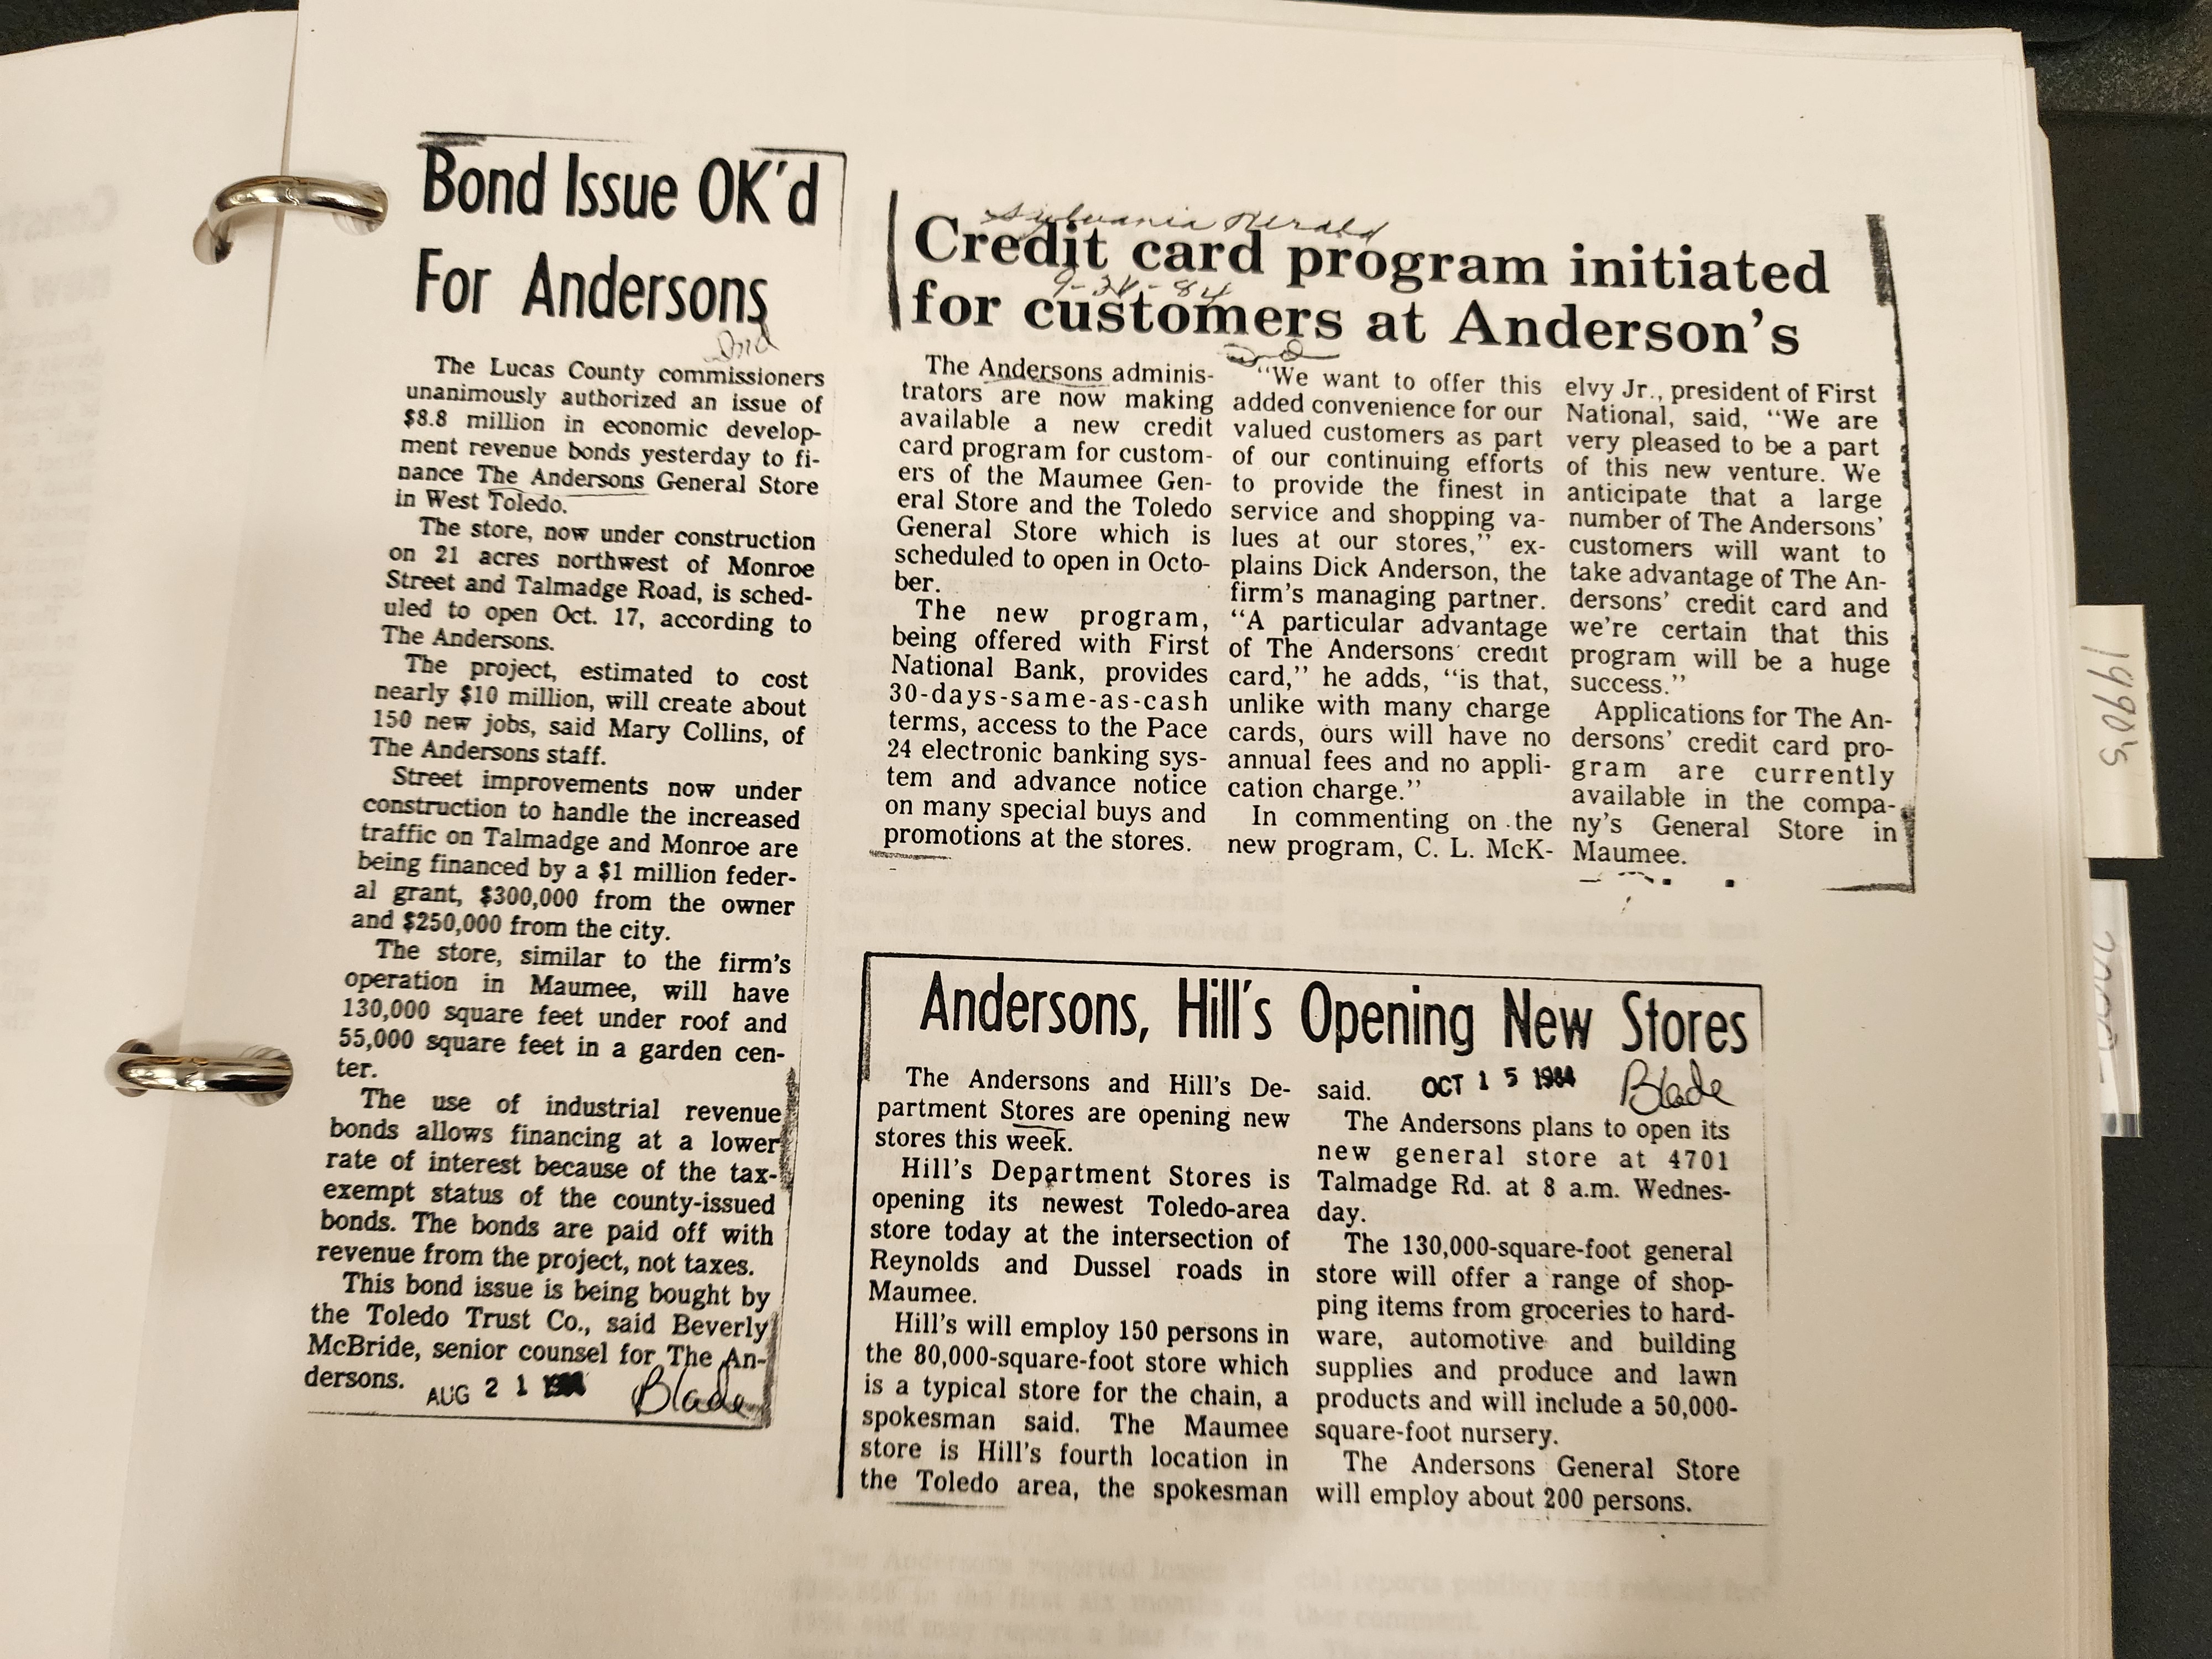 Bond Issue OK'd
For Andersons
The Lucas County commissioners
unanimously authorized an issue of
$8.8 million in economic develop-
ment revenue bonds yesterday to fi-
nance The Andersons General Store
in West Toledo.
The store, now under construction
on 21 acres northwest of Monroe
Street and Talmadge Road, is sched-
uled to open Oct. 17, according to
The Andersons.
The project, estimated to cost
nearly $10 million, will create about
150 new jobs, said Mary Collins, of
The Andersons staff.
Street improvements now under
construction to handle the increased
traffic on Talmadge and Monroe are
being financed by a $1 million feder-
al grant, $300,000 from the owner
and $250,000 from the city.
The store, similar to the firm's
operation in Maumee, will have
130,000 square feet under roof and
55,000 square feet in a garden cen-
ter.
The use of industrial revenue
bonds allows financing at a lower
rate of interest because of the tax-
exempt status of the county-issued
bonds. The bonds are paid off with
revenue from the project, not taxes.
This bond issue is being bought by
the Toledo Trust Co., said Beverly
McBride, senior counsel for The An-
dersons.
AUG 21
Blade
Sylvania Herald
Credit card program initiated
for customers at Anderson's
The Andersons adminis-
trators are now making
available a new credit
card program for custom-
ers of the Maumee Gen-
eral Store and the Toledo
General Store which is
scheduled to open in Octo-
ber.
The new program,
being offered with First
National Bank, provides
30-days-same-as-cash
terms, access to the Pace
24 electronic banking sys-
tem and advance notice
on many special buys and
promotions at the stores.
"We want to offer this
added convenience for our
valued customers as part
of our continuing efforts
to provide the finest in
service and shopping va-
lues at our stores," ex-
plains Dick Anderson, the
firm's managing partner.
"A particular advantage
of The Andersons' credit
card," he adds, "is that,
unlike with many charge
cards, ours will have no
annual fees and no appli-
cation charge."
In commenting on the
new program, C. L. McK-
elvy Jr., president of First
National, said, "We are
very pleased to be a part
of this new venture. We
anticipate that a large
number of The Andersons'
customers will want to
take advantage of The An-
dersons' credit card and
we're certain that this
program will be a huge
success."
Applications for The An-
dersons' credit card pro-
gram are currently
available in the compa-
ny's General Store in
Maumee.
Andersons, Hill's Opening New Stores
The Andersons and Hill's De-
partment Stores are opening new
stores this week.
Hill's Department Stores is
opening its newest Toledo-area
store today at the intersection of
Reynolds and Dussel roads in
Maumee.
Hill's will employ 150 persons in
the 80,000-square-foot store which
is a typical store for the chain, a
spokesman said. The Maumee
store is Hill's fourth location in
the Toledo area, the spokesman
said.
OCT 15 1984
Blade
The Andersons plans to open its
new general store at 4701
Talmadge Rd. at 8 a.m. Wednes-
day.
The 130,000-square-foot general
store will offer a range of shop-
ping items from groceries to hard-
ware, automotive and building
supplies and produce and lawn
products and will include a 50,000-
square-foot nursery.
The Andersons General Store
will employ about 200 persons.
1990's